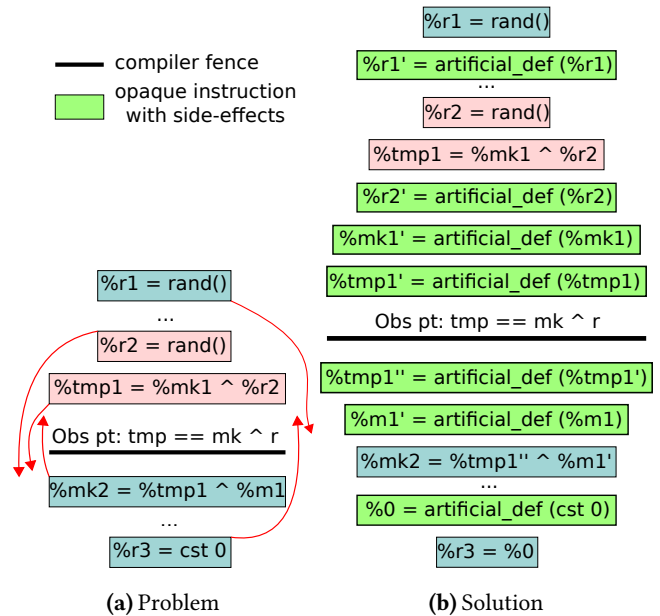 compiler fence
opaque instruction
with side-effects
%r1 = rand()
...
%r2 = rand()
%tmp1 = %mk1 ^ %r2
Obs pt: tmp == mk ^ r
%mk2 = %tmp1 ^ %m1
...
%r3 = cst 0
(a) Problem
%r1 = rand()
%r1' = artificial_def (%r1)
...
%r2 = rand()
%tmp1 = %mk1 ^ %r2
%r2' = artificial_def (%r2)
%mk1' = artificial_def (%mk1)
%tmp1' = artificial_def (%tmp1)
Obs pt: tmp == mk ^ r
%tmp1'' = artificial_def (%tmp1')
%m1' = artificial_def (%m1)
%mk2 = %tmp1'' ^ %m1'
...
%0 = artificial_def (cst 0)
%r3 = %0
(b) Solution